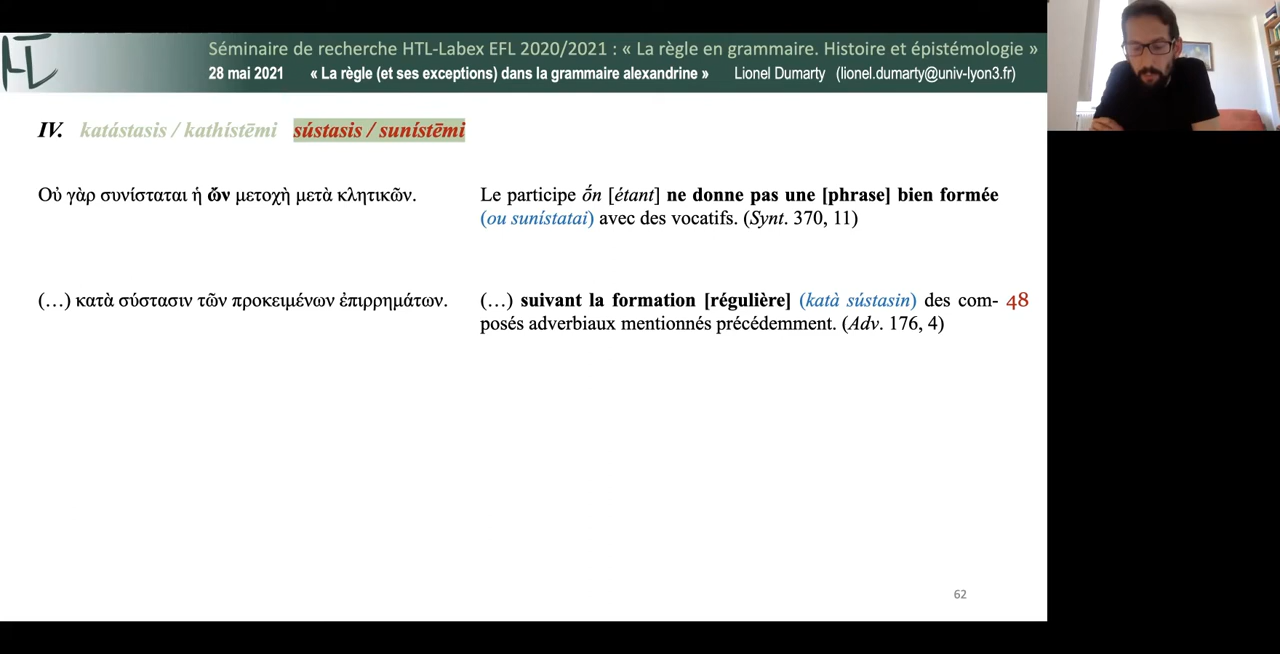 HTL
Séminaire de recherche HTL-Labex EFL 2020/2021 : « La règle en grammaire. Histoire et épistémologie »
28 mai 2021 « La règle (et ses exceptions) dans la grammaire alexandrine » Lionel Dumarty (lionel.dumarty@univ-lyon3.fr)
IV. katástasis / kathístēmi sústasis / sunístēmi
Οὐ γὰρ συνίσταται ἡ ὤν μετοχὴ μετὰ κλητικῶν.
Le participe ṓn [étant] ne donne pas une [phrase] bien formée
(ou sunístatai) avec des vocatifs. (Synt. 370, 11)
(…) κατὰ σύστασιν τῶν προκειμένων ἐπιρρημάτων.
(…) suivant la formation [régulière] (katà sústasin) des com- 48
posés adverbiaux mentionnés précédemment. (Adv. 176, 4)
62